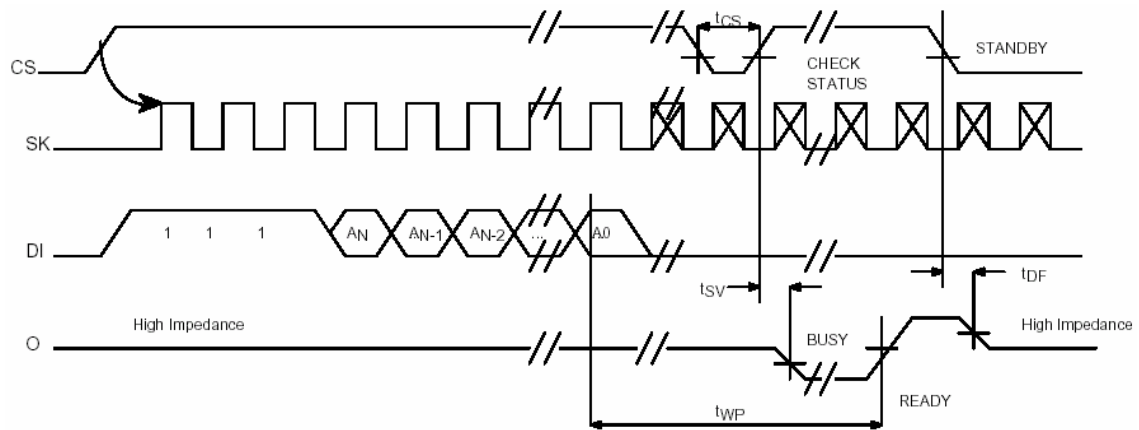 tCS
CS
CHECK
STATUS
STANDBY
SK
DI
1 1 1 AN AN-1 AN-2 ... A0
tSV
tDF
O
High Impedance
BUSY
High Impedance
READY
tWP